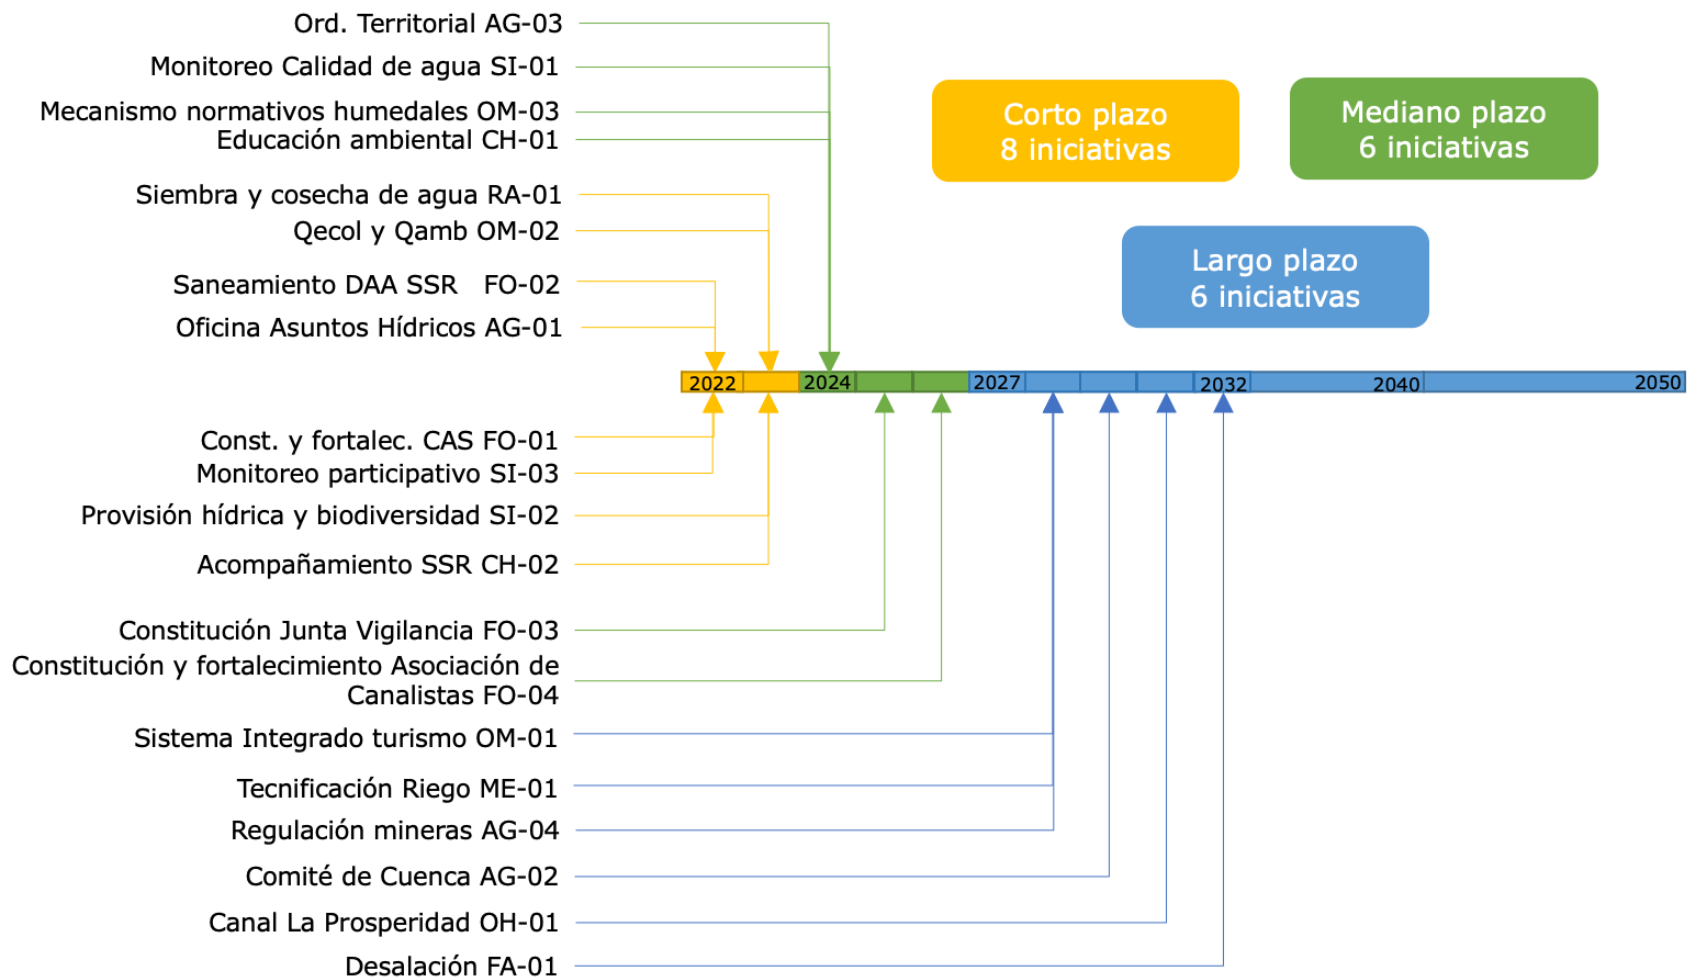 Ord. Territorial AG-03
Monitoreo Calidad de agua SI-01
Mecanismo normativos humedales OM-03
Educación ambiental CH-01
Siembra y cosecha de agua RA-01
Qecol y Qamb OM-02
Saneamiento DAA SSR FO-02
Oficina Asuntos Hídricos AG-01
Corto plazo
8 iniciativas
Mediano plazo
6 iniciativas
Largo plazo
6 iniciativas
2022 2024 2027 2032 2040 2050
Const. y fortalec. CAS FO-01
Monitoreo participativo SI-03
Provisión hídrica y biodiversidad SI-02
Acompañamiento SSR CH-02
Constitución Junta Vigilancia FO-03
Constitución y fortalecimiento Asociación de
Canalistas FO-04
Sistema Integrado turismo OM-01
Tecnificación Riego ME-01
Regulación mineras AG-04
Comité de Cuenca AG-02
Canal La Prosperidad OH-01
Desalación FA-01